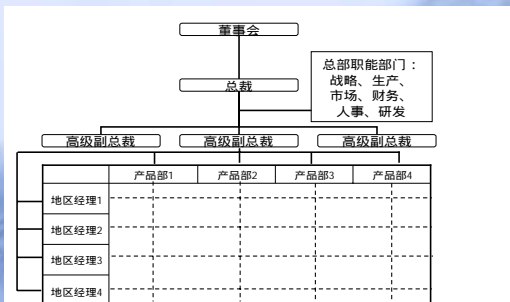 董事会
总裁
总部职能部门：
战略、生产、
市场、财务、
人事、研发
高级副总裁
高级副总裁
高级副总裁
产品部1
产品部2
产品部3
产品部4
地区经理1
地区经理2
地区经理3
地区经理4